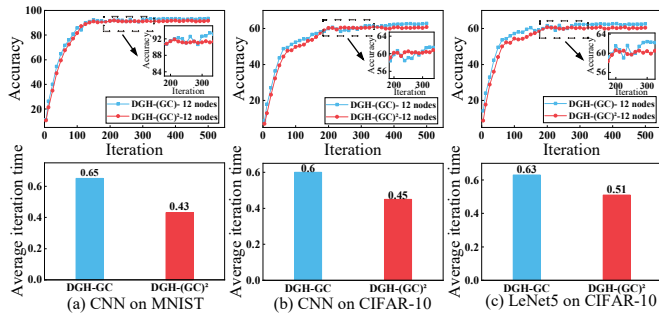 100
80
60
40
20
Accuracy
0 100 200 300 400 500
Iteration
Accuracy
92
88
84
200 300
Iteration
DGH-(GC)- 12 nodes
DGH-(GC)²-12 nodes
60
40
20
Accuracy
0 100 200 300 400 500
Iteration
Accuracy
64
60
56
200 300
Iteration
DGH-(GC)- 12 nodes
DGH-(GC)²-12 nodes
60
40
20
0
Accuracy
0 100 200 300 400 500
Iteration
Accuracy
60
56
200 300
Iteration
DGH-(GC)- 12 nodes
DGH-(GC)²-12 nodes
Average iteration time
0.6
0.4
0.2
0.0
0.65
0.43
DGH-GC DGH-(GC)²
(a) CNN on MNIST
Average iteration time
0.6
0.4
0.2
0.0
0.6
0.45
DGH-GC DGH-(GC)²
(b) CNN on CIFAR-10
Average iteration time
0.6
0.4
0.2
0.0
0.63
0.51
DGH-GC DGH-(GC)²
(c) LeNet5 on CIFAR-10